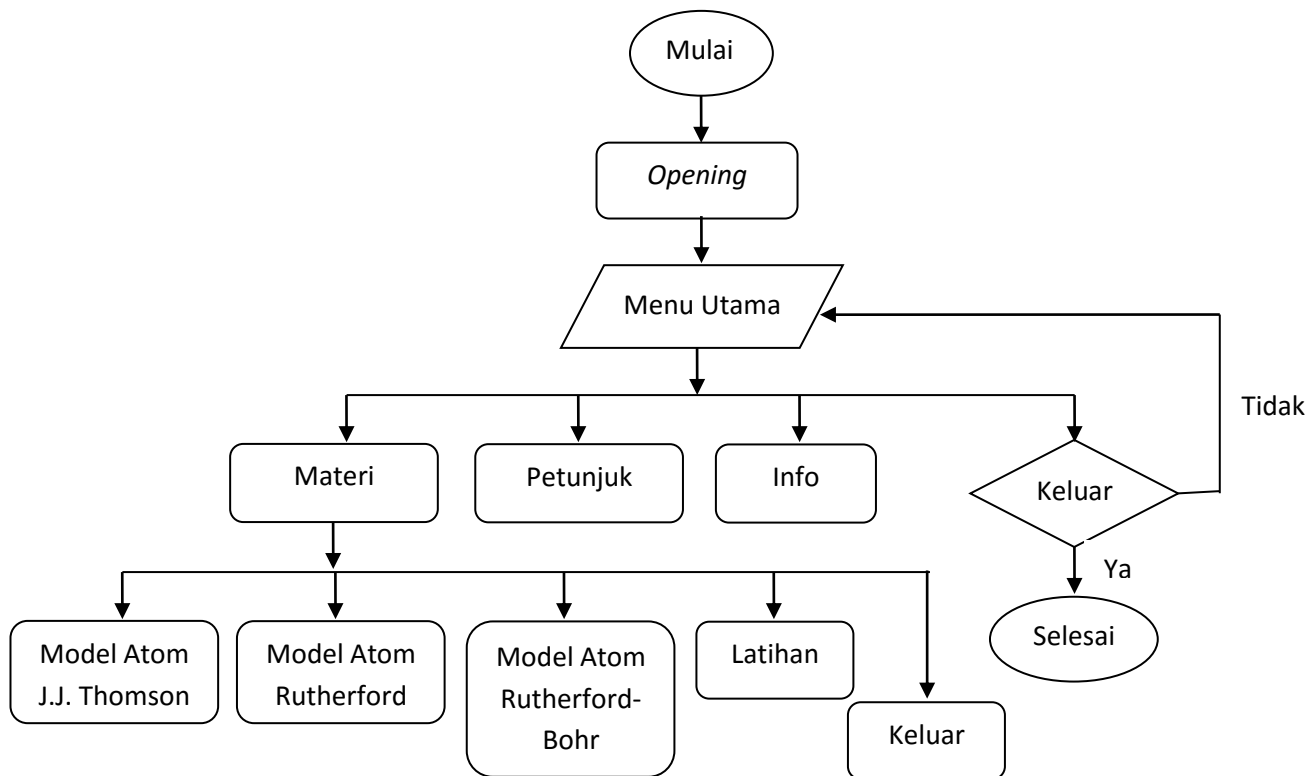 Mulai
Opening
Menu Utama
Tidak
Materi
Petunjuk
Info
Keluar
Ya
Model Atom
J.J. Thomson
Model Atom
Rutherford
Model Atom
Rutherford-
Bohr
Latihan
Keluar
Selesai